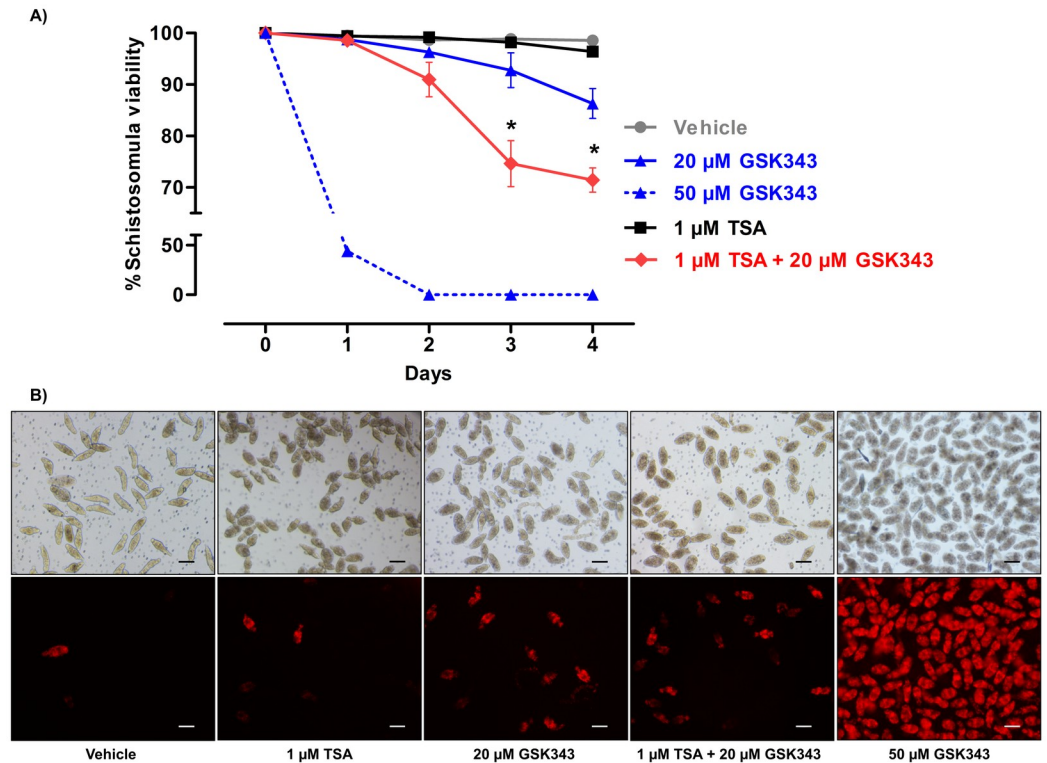 A)
% Schistosomula viability
100
90
80
70
50
0
0 1 2 3 4
Days
* *
Vehicle
20 µM GSK343
50 µM GSK343
1 µM TSA
1 µM TSA + 20 µM GSK343
B)
Vehicle 1 µM TSA 20 µM GSK343 1 µM TSA + 20 µM GSK343 50 µM GSK343